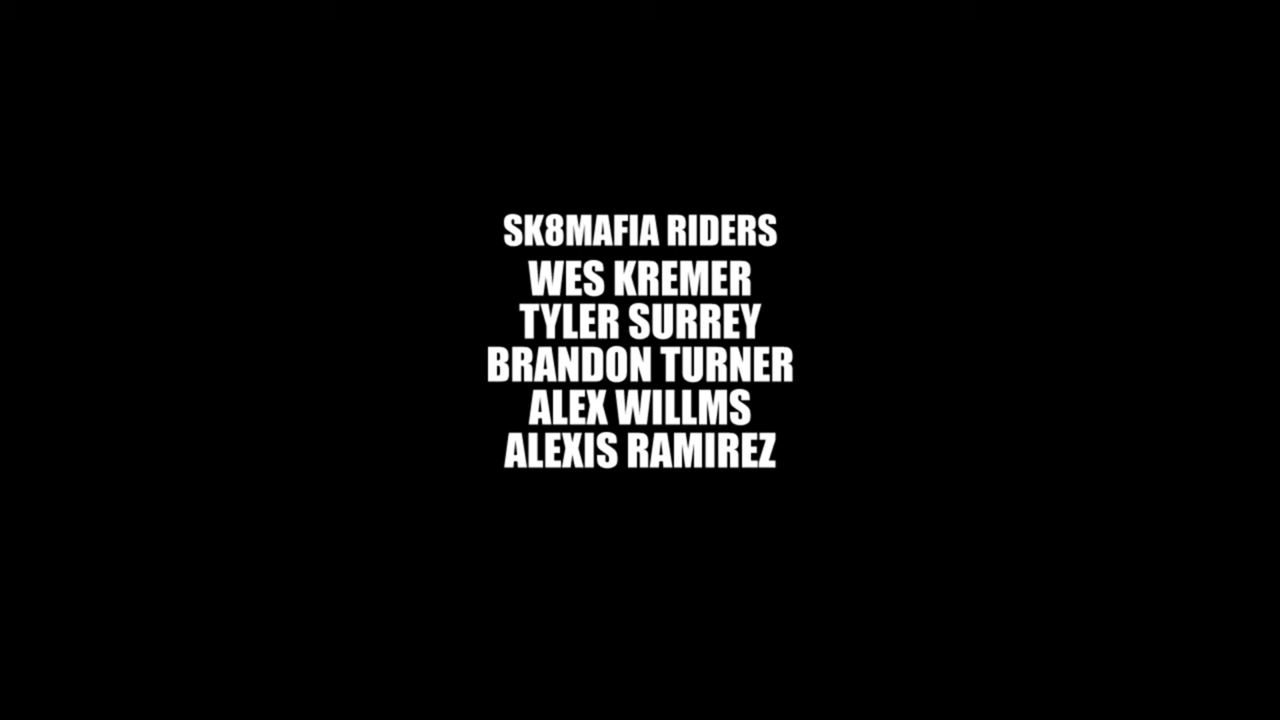 SK8MAFIA RIDERS
WES KREMER
TYLER SURREY
BRANDON TURNER
ALEX WILLMS
ALEXIS RAMIREZ